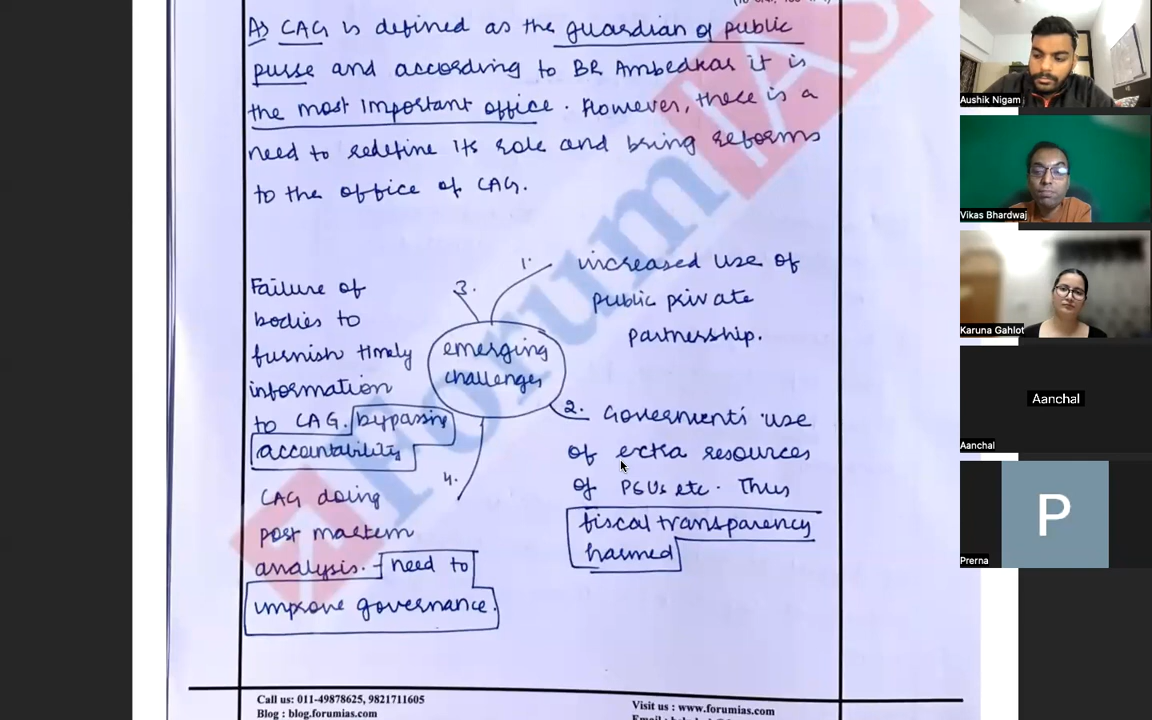 As CAG is defined as the guardian of public
purse and according to BR Ambedkar it is
the most important office. However, there is a
need to redefine its role and bring reforms
to the office of CAG.
emerging
challenges
1. increased use of
public private
partnership.
2. Goverment's use
of extra resources
of PSUs etc. Thus
fiscal transparency
harmed
3.
Failure of
bodies to
furnish timely
information
to CAG. bypassing
accountability
4.
CAG doing
post mortem
analysis. - need to
improve governance.
ForumIAS
Call us: 011-49878625, 9821711605
Blog : blog.forumias.com
Visit us : www.forumias.com
Aushik Nigam
Vikas Bhardwaj
Karuna Gahlot
Aanchal
Aanchal
P
Prerna